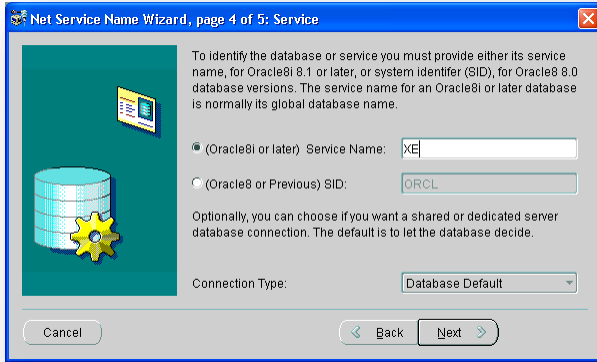 Net Service Name Wizard, page 4 of 5: Service
To identify the database or service you must provide either its service
name, for Oracle8i 8.1 or later, or system identifer (SID), for Oracle8 8.0
database versions. The service name for an Oracle8i or later database
is normally its global database name.
(Oracle8i or later) Service Name: XE
(Oracle8 or Previous) SID: ORCL
Optionally, you can choose if you want a shared or dedicated server
database connection. The default is to let the database decide.
Connection Type: Database Default
Cancel Back Next